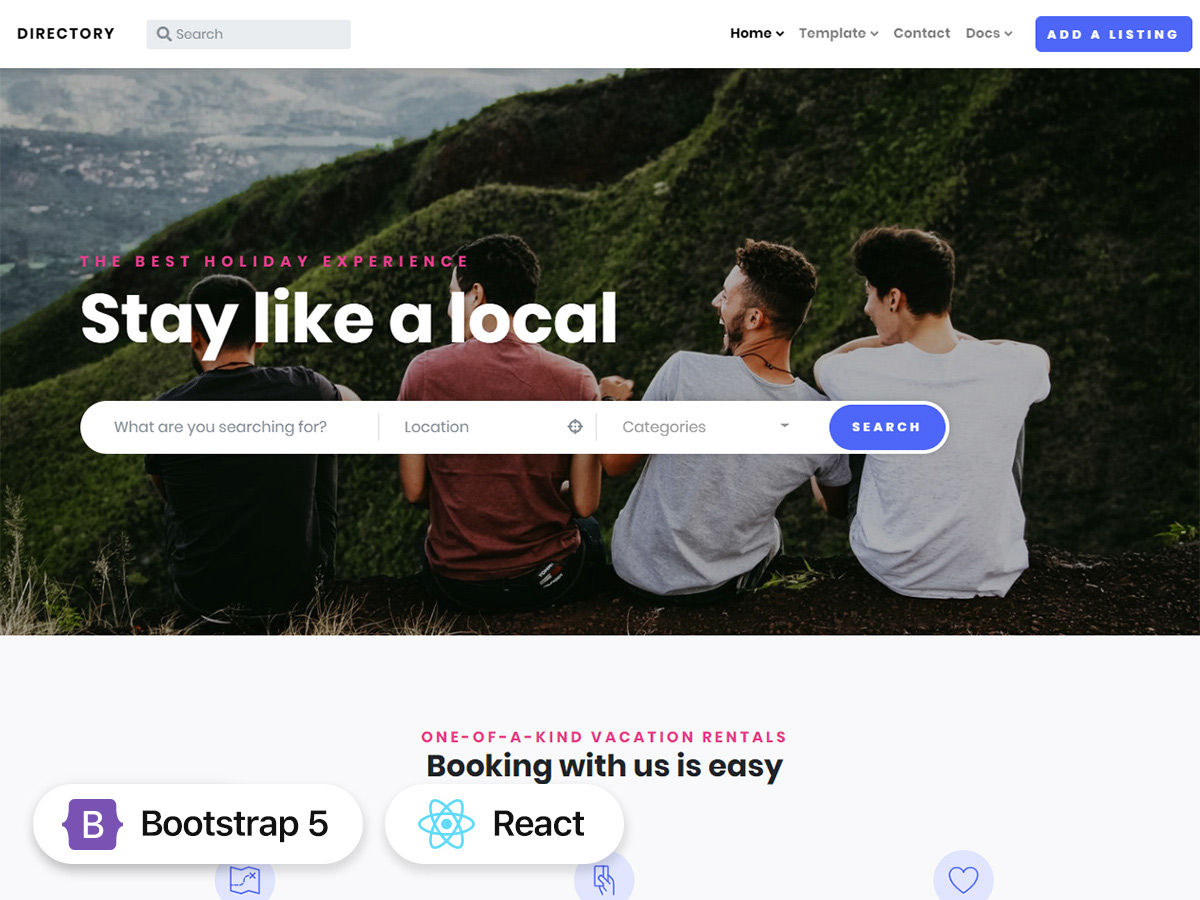 DIRECTORY
Search
Home
Template
Contact
Docs
ADD A LISTING
THE BEST HOLIDAY EXPERIENCE
Stay like a local
What are you searching for?
Location
Categories
SEARCH
ONE-OF-A-KIND VACATION RENTALS
Booking with us is easy
B Bootstrap 5
React